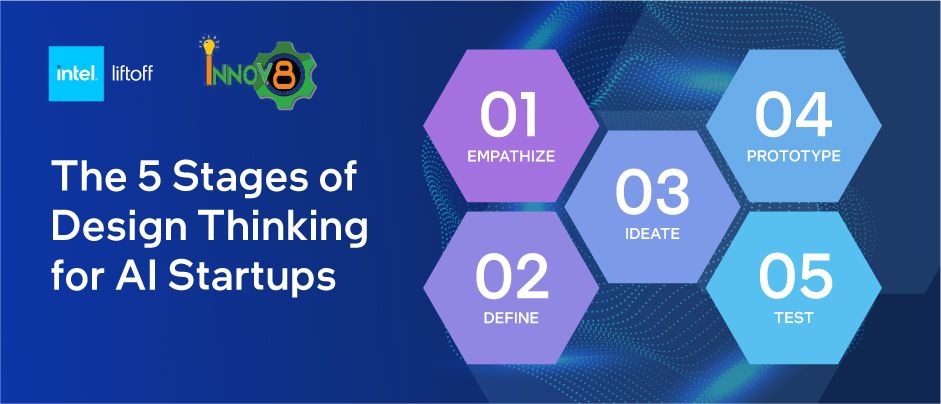 intel. liftoff
INNOV8
The 5 Stages of
Design Thinking
for AI Startups
01
EMPATHIZE
02
DEFINE
03
IDEATE
04
PROTOTYPE
05
TEST